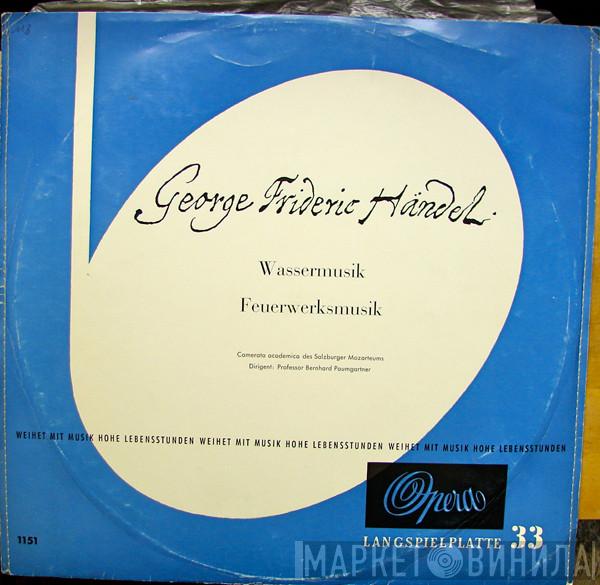 George Frideric Händel
Wassermusik
Feuerwerksmusik
Camerata academica des Salzburger Mozarteums
Dirigent: Professor Bernhard Paumgartner
WEIHET MIT MUSIK HOHE LEBENSSTUNDEN WEIHET MIT MUSIK HOHE LEBENSSTUNDEN WEIHET MIT MUSIK HOHE LEBENSSTUNDEN
Opera
1151
LANGSPIELPLATTE 33
МАРКЕТ ВИНИЛА